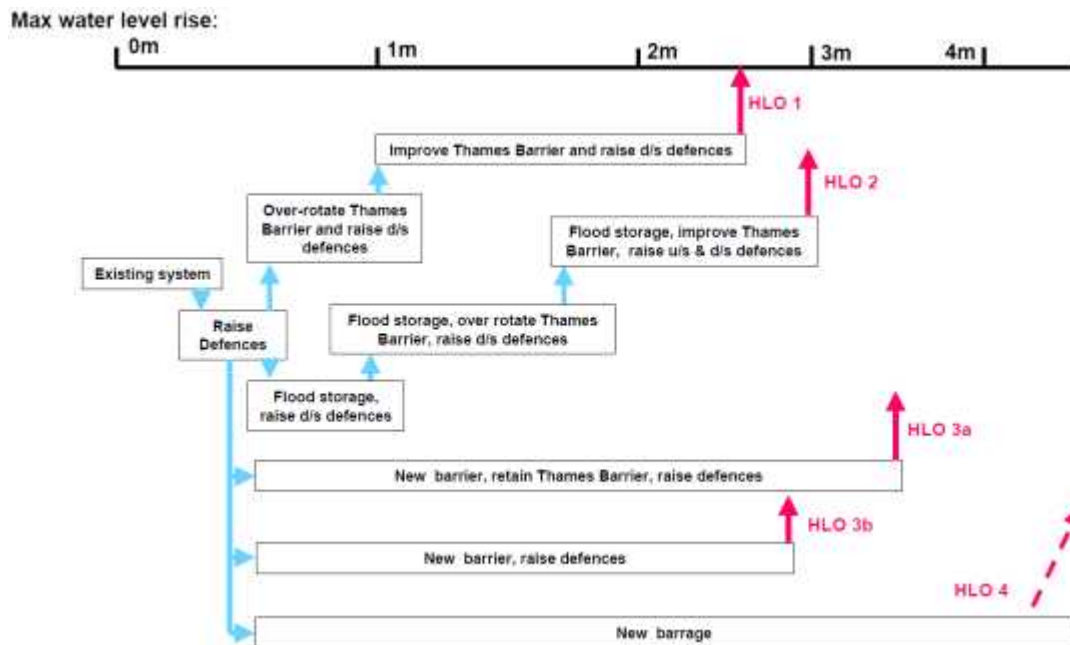 Max water level rise:
0m
1m
2m
3m
4m
HLO 1
Improve Thames Barrier and raise d/s defences
HLO 2
Over-rotate Thames
Barrier and raise d/s
defences
Flood storage, improve Thames
Barrier, raise u/s & d/s defences
Existing system
Raise
Defences
Flood storage, over rotate Thames
Barrier, raise d/s defences
Flood storage,
raise d/s defences
HLO 3a
New barrier, retain Thames Barrier, raise defences
HLO 3b
New barrier, raise defences
HLO 4
New barrage